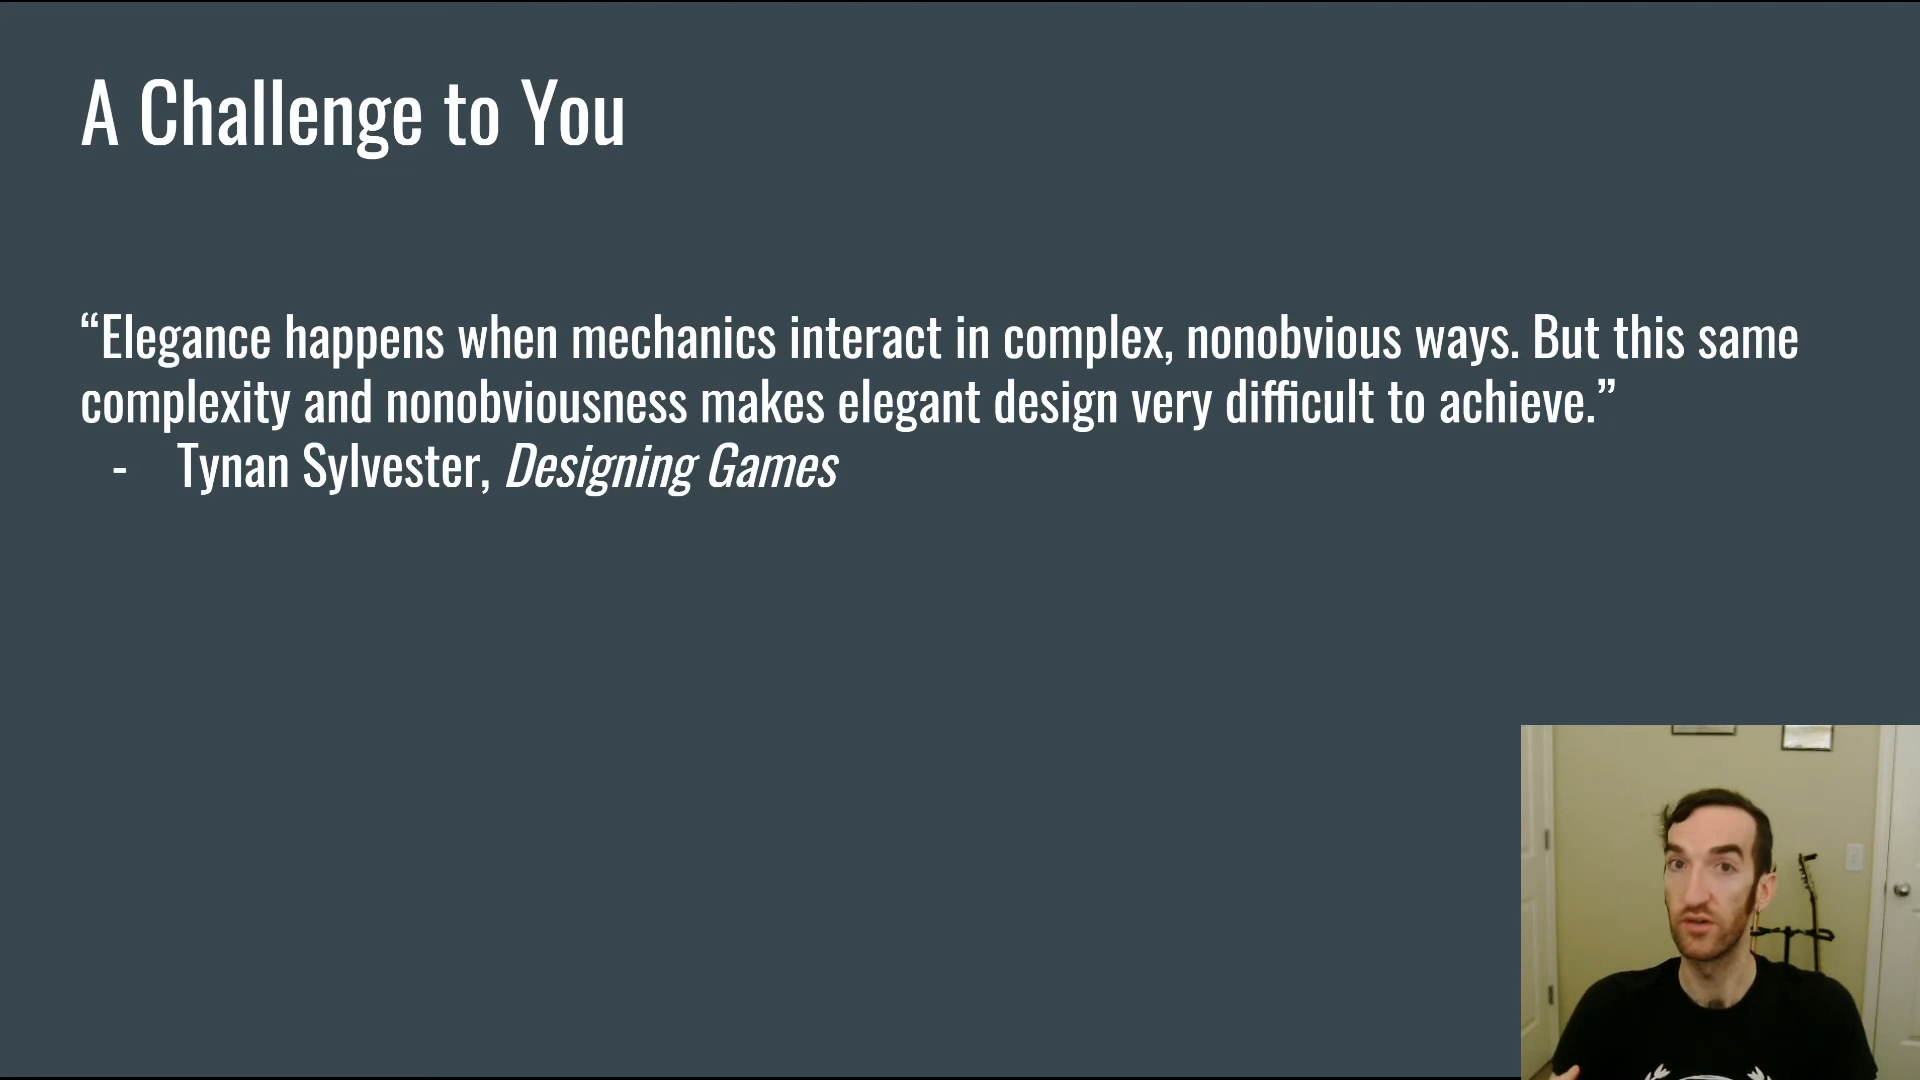 A Challenge to You
“Elegance happens when mechanics interact in complex, nonobvious ways. But this same
complexity and nonobviousness makes elegant design very difficult to achieve.”
- Tynan Sylvester, Designing Games